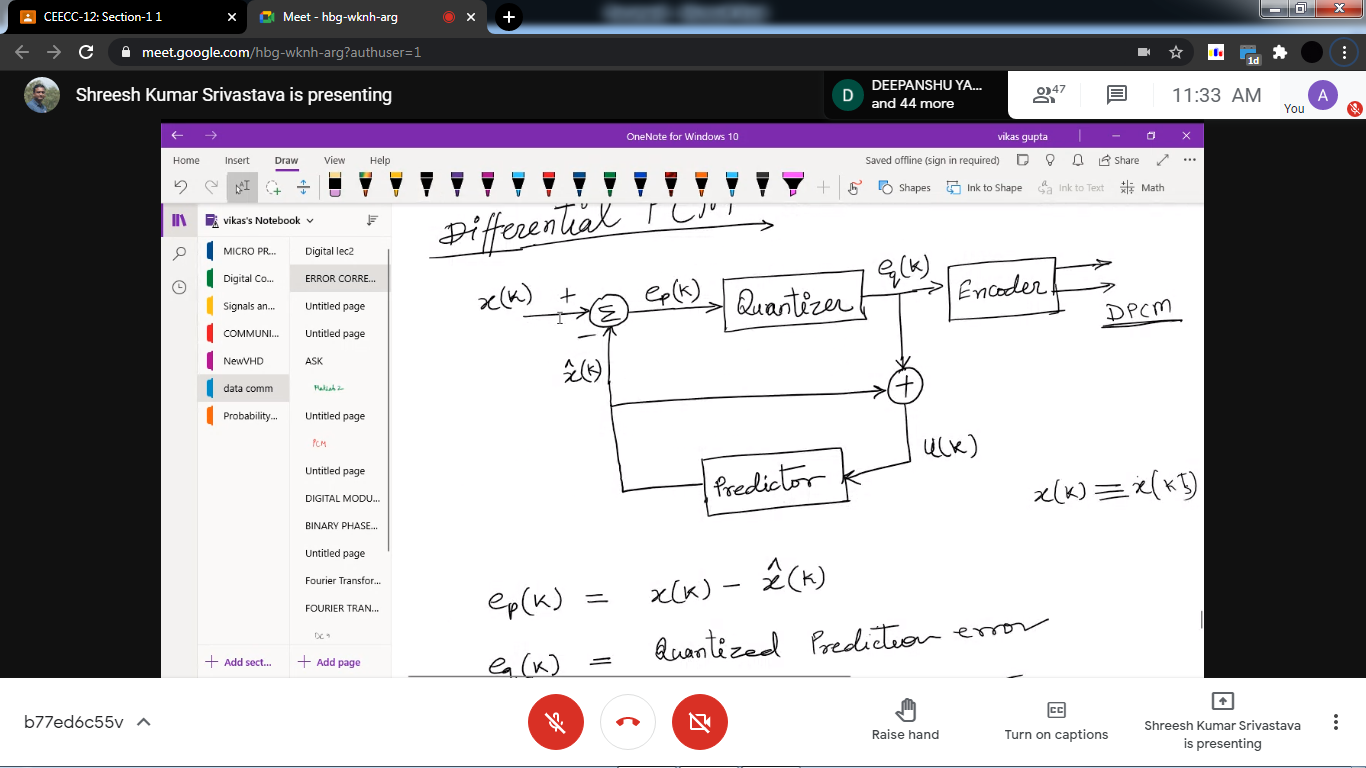 CEECC-12: Section-1 1
Meet - hbg-wknh-arg
meet.google.com/hbg-wknh-arg?authuser=1
1d
Shreesh Kumar Srivastava is presenting
D
DEEPANSHU YA...
and 44 more
47
11:33 AM
You
A
OneNote for Windows 10
vikas gupta
Home Insert Draw View Help
Saved offline (sign in required)
Share
Shapes
Ink to Shape
Ink to Text
Math
vikas's Notebook
MICRO PR...
Digital Co...
Signals an...
COMMUNI...
NewVHD
data comm
Probability...
Add sect...
Digital lec2
ERROR CORRE...
Untitled page
Untitled page
ASK
Untitled page
PCM
Untitled page
DIGITAL MODU...
BINARY PHASE...
Untitled page
Fourier Transfor...
FOURIER TRAN...
Add page
Differential PCM
x(k)
+
Σ
−
e_p(k)
Quantizer
e_q(k)
Encoder
DPCM
x̂(k)
+
u(k)
Predictor
x(k) ≡ x(kTs)
e_p(k) = x(k) − x̂(k)
e_q(k) = Quantized Prediction error
b77ed6c55v
Raise hand
Turn on captions
Shreesh Kumar Srivastava
is presenting